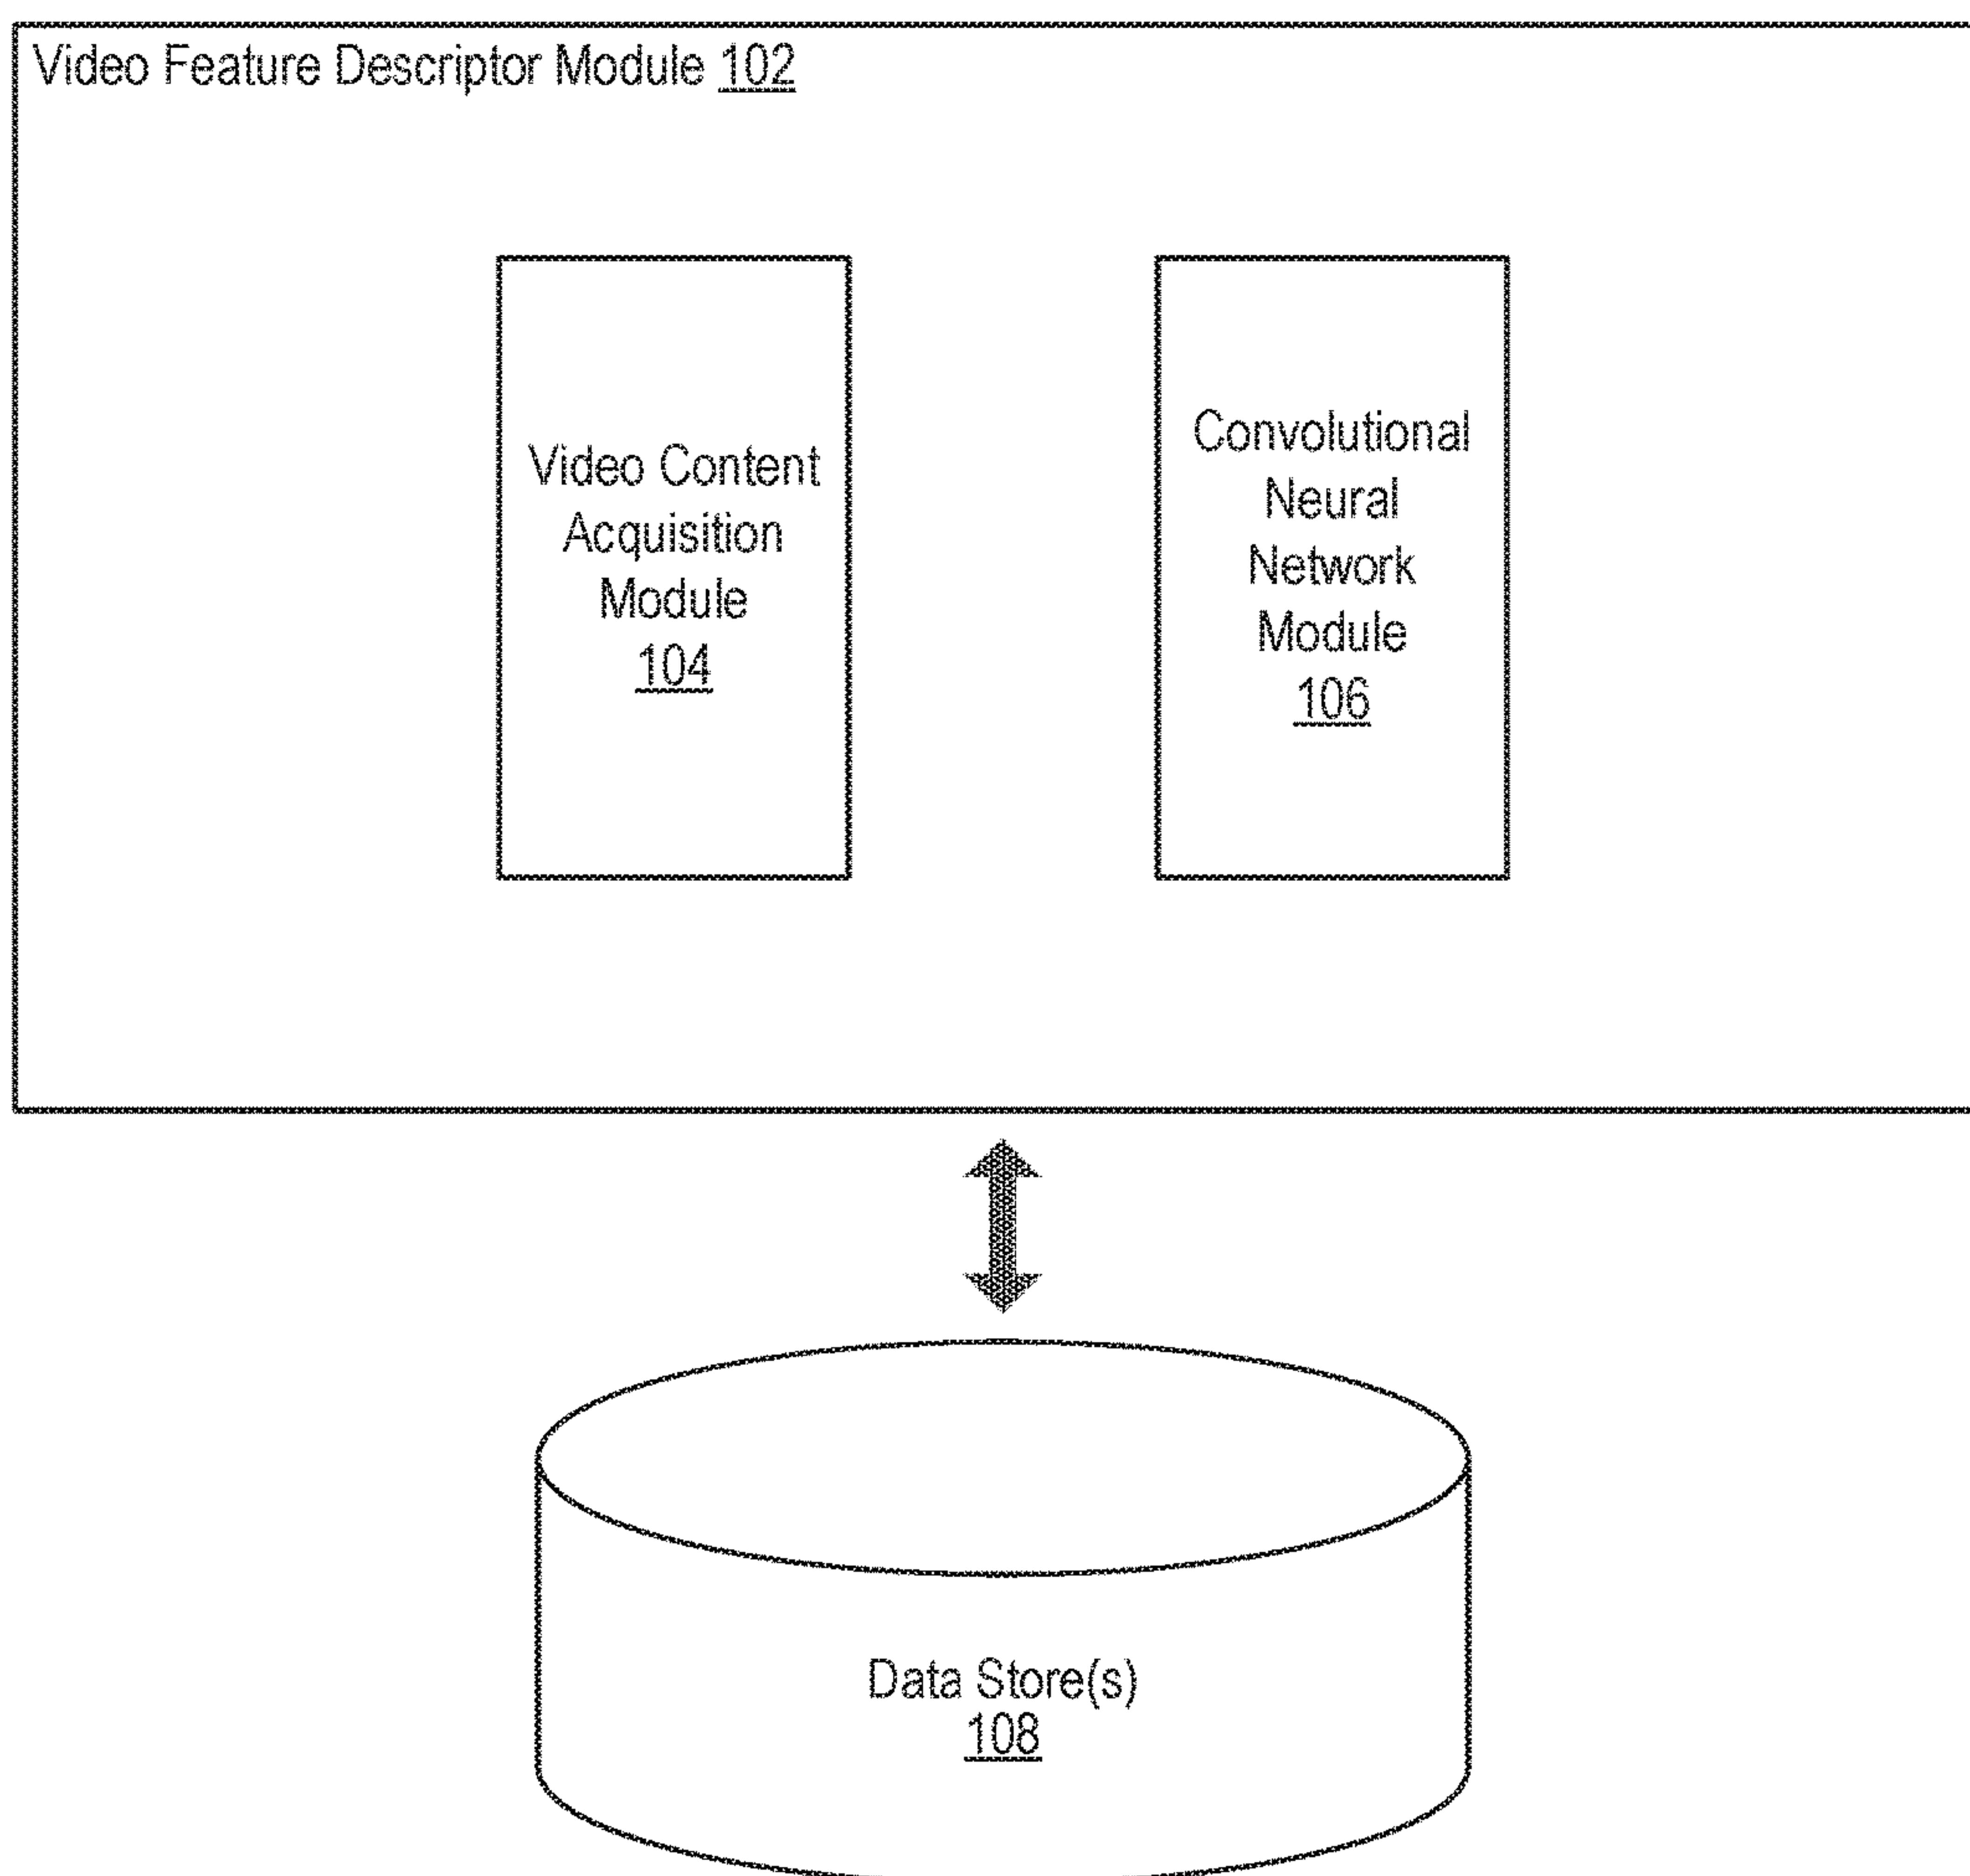 Video Feature Descriptor Module 102
Video Content
Acquisition
Module
104
Convolutional
Neural
Network
Module
106
Data Store(s)
108